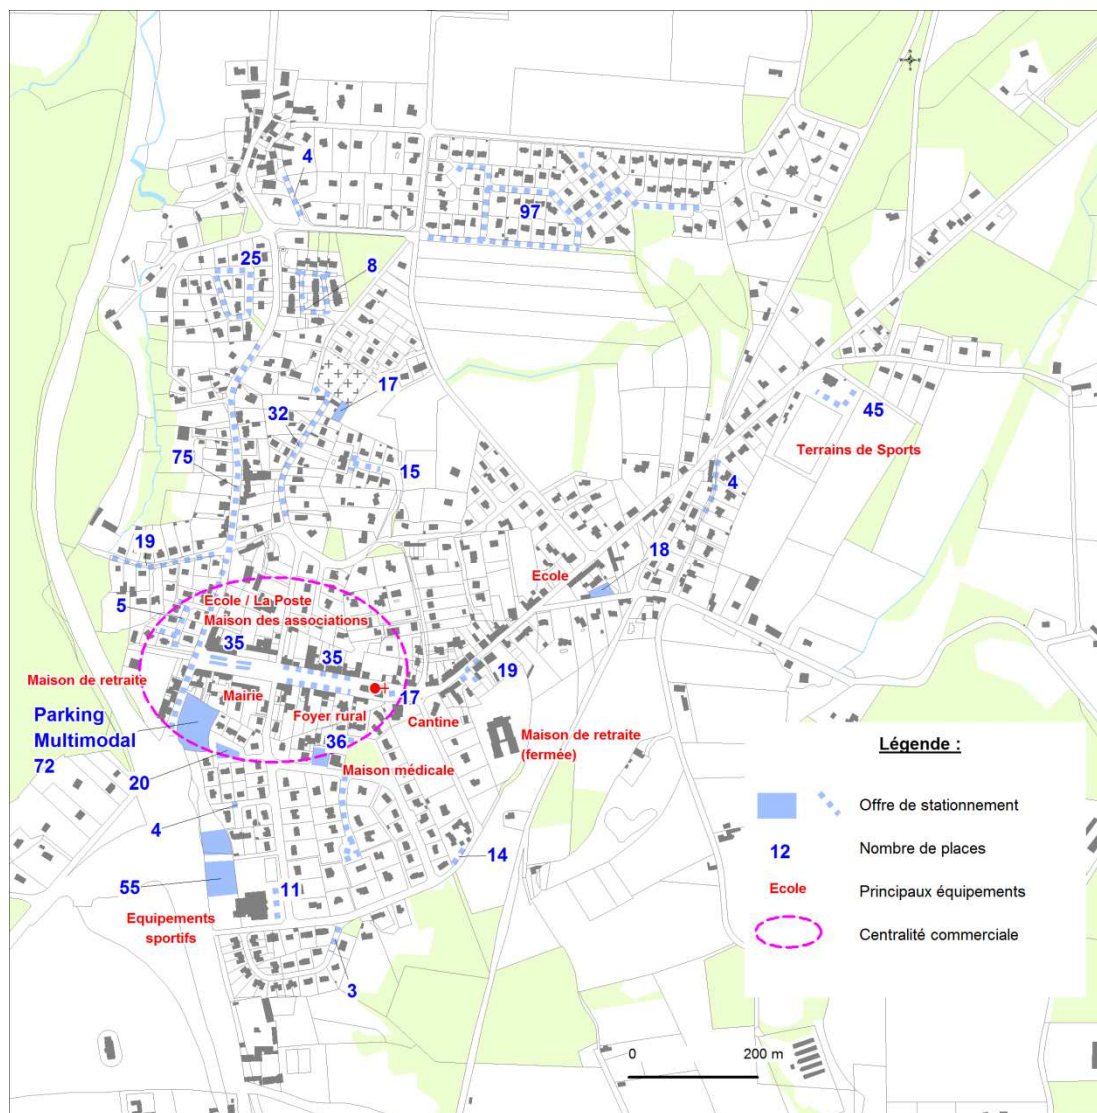 4
97
25
8
17
32
45
75
15
Terrains de Sports
4
19
18
Ecole
5
Ecole / La Poste
Maison des associations
35
35
19
Maison de retraite
Mairie
17
Parking
Multimodal
72
Foyer rural
Cantine
36
Maison de retraite
(fermée)
Maison médicale
20
4
14
55
11
Equipements
sportifs
3
Légende :
Offre de stationnement
12
Nombre de places
Ecole
Principaux équipements
Centralité commerciale
0
200 m